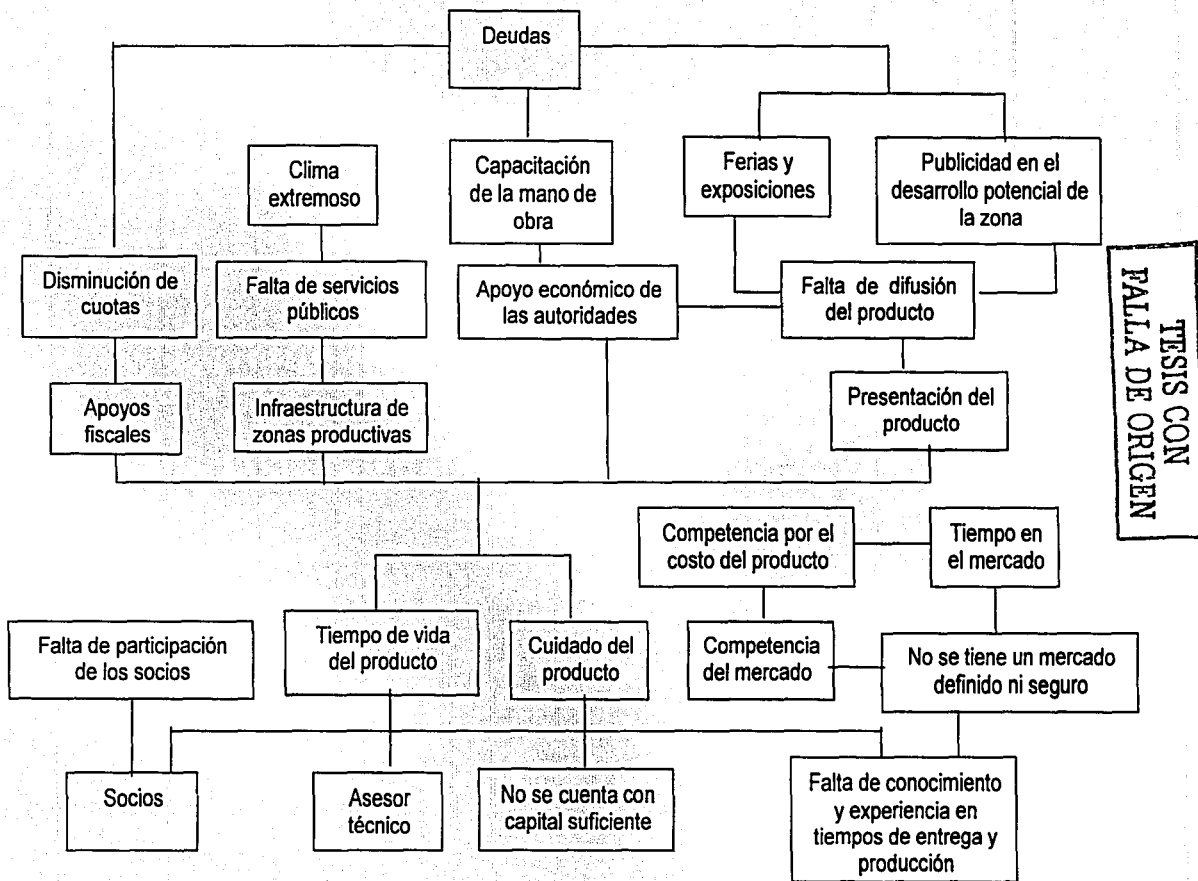 Deudas
Clima
extremoso
Capacitación
de la mano de
obra
Ferias y
exposiciones
Publicidad en el
desarrollo potencial de
la zona
Disminución de
cuotas
Falta de servicios
públicos
Apoyo económico de
las autoridades
Falta de difusión
del producto
TESIS CON
FALLA DE ORIGEN
Apoyos
fiscales
Infraestructura de
zonas productivas
Presentación del
producto
Competencia por el
costo del producto
Tiempo en
el mercado
Falta de participación
de los socios
Tiempo de vida
del producto
Cuidado del
producto
Competencia
del mercado
No se tiene un mercado
definido ni seguro
Socios
Asesor
técnico
No se cuenta con
capital suficiente
Falta de conocimiento
y experiencia en
tiempos de entrega y
producción